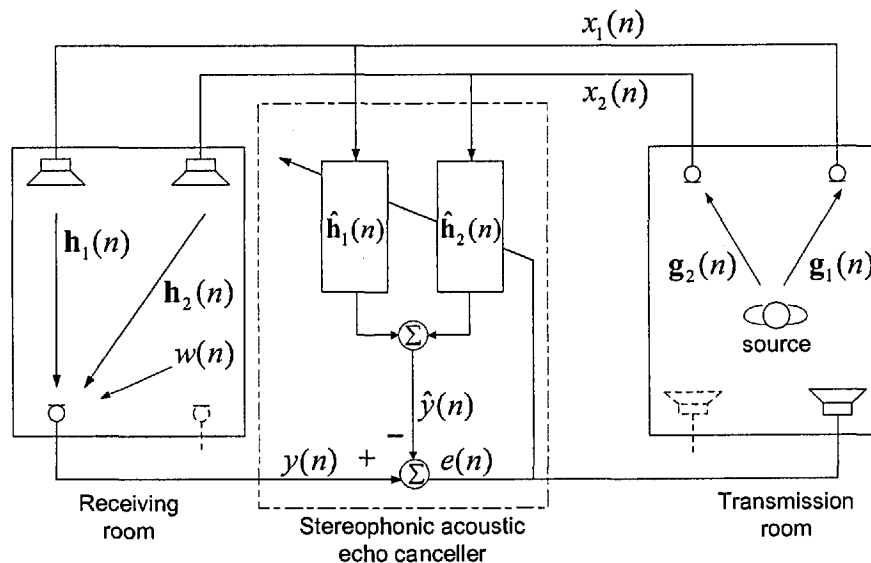 x₁(n)
x₂(n)
h₁(n)
h₂(n)
w(n)
ĥ₁(n)
ĥ₂(n)
g₂(n)
g₁(n)
source
Σ
ŷ(n)
−
y(n) + Σ e(n)
Receiving
room
Stereophonic acoustic
echo canceller
Transmission
room